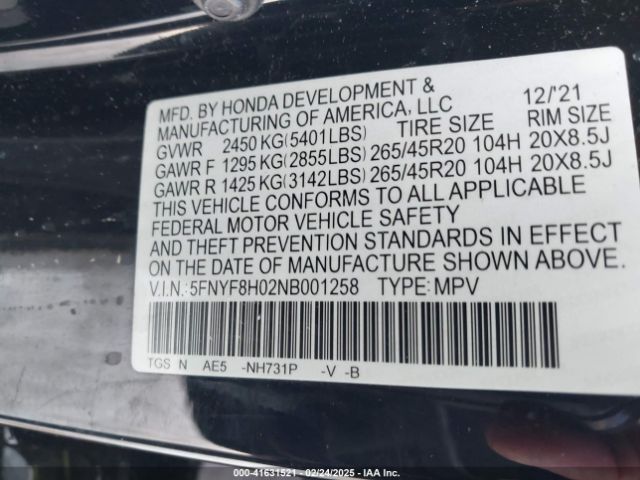 MFD. BY HONDA DEVELOPMENT &
MANUFACTURING OF AMERICA, LLC 12/'21
GVWR 2450 KG(5401LBS) TIRE SIZE RIM SIZE
GAWR F 1295 KG(2855LBS) 265/45R20 104H 20X8.5J
GAWR R 1425 KG(3142LBS) 265/45R20 104H 20X8.5J
THIS VEHICLE CONFORMS TO ALL APPLICABLE
FEDERAL MOTOR VEHICLE SAFETY
AND THEFT PREVENTION STANDARDS IN EFFECT
ON THE DATE OF MANUFACTURE SHOWN ABOVE.
V.I.N.:5FNYF8H02NB001258 TYPE: MPV
TGS N AE5 -NH731P -V -B
000-41631521 | 02/24/2025 | IAA Inc.